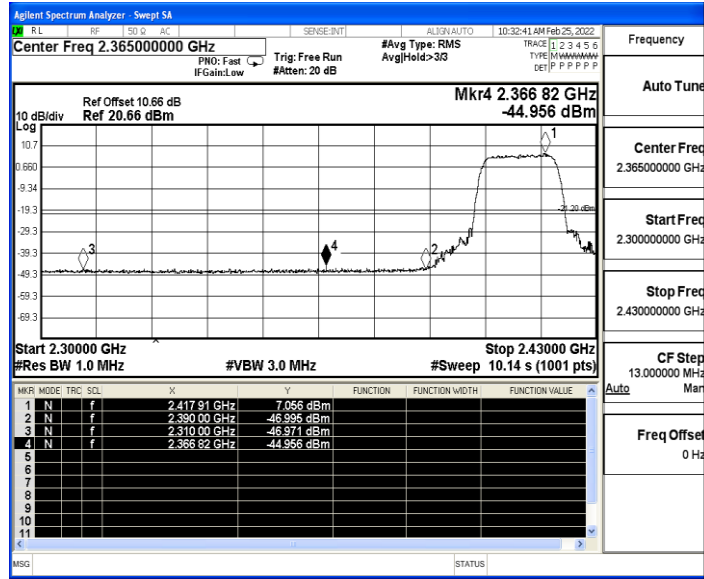 Agilent Spectrum Analyzer - Swept SA
RL RF 50 Ω AC SENSE:INT ALIGN AUTO 10:32:41 AM Feb 25, 2022
Center Freq 2.365000000 GHz
PNO: Fast
IFGain:Low
Trig: Free Run
#Atten: 20 dB
#Avg Type: RMS
Avg|Hold:>3/3
TRACE 1 2 3 4 5 6
TYPE MWWWWW
DET P P P P P P
Mkr4 2.366 82 GHz
-44.956 dBm
10 dB/div
Log
Ref Offset 10.66 dB
Ref 20.66 dBm
10.7
0.660
-9.34
-19.3
-29.3
-39.3
-49.3
-59.3
-69.3
1
2
3
4
-21.20 dBm
Start 2.30000 GHz Stop 2.43000 GHz
#Res BW 1.0 MHz #VBW 3.0 MHz #Sweep 10.14 s (1001 pts)
MKR MODE TRC SCL X Y FUNCTION FUNCTION WIDTH FUNCTION VALUE
1 N f 2.417 91 GHz 7.056 dBm
2 N f 2.390 00 GHz -46.995 dBm
3 N f 2.310 00 GHz -46.971 dBm
4 N f 2.366 82 GHz -44.956 dBm
5
6
7
8
9
10
11
MSG STATUS
Frequency
Auto Tune
Center Freq
2.365000000 GHz
Start Freq
2.300000000 GHz
Stop Freq
2.430000000 GHz
CF Step
13.000000 MHz
Auto Man
Freq Offset
0 Hz